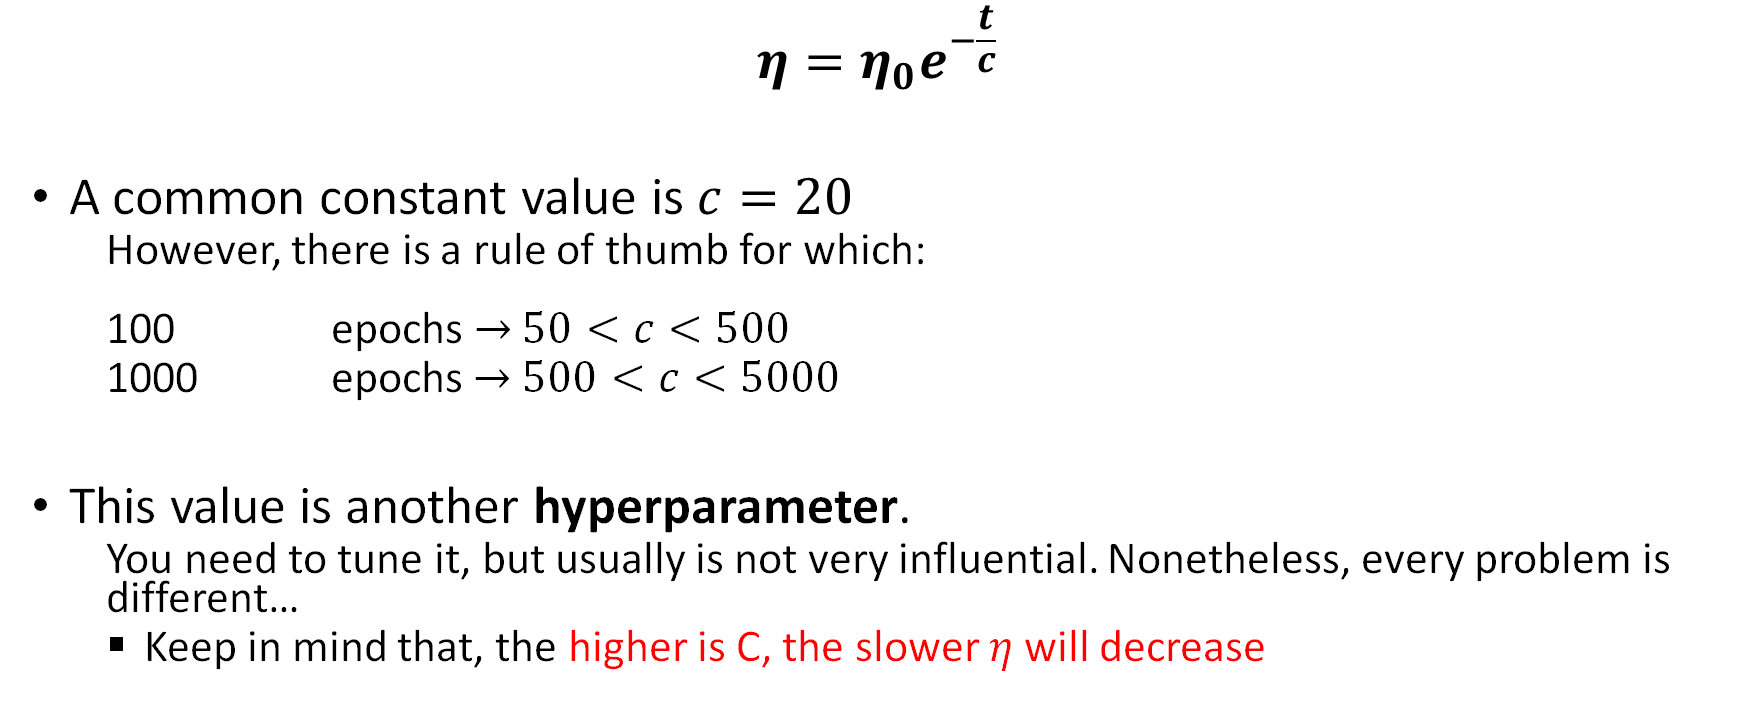 η = η₀e^(−t/c)
• A common constant value is c = 20
However, there is a rule of thumb for which:
100 epochs → 50 < c < 500
1000 epochs → 500 < c < 5000
• This value is another hyperparameter.
You need to tune it, but usually is not very influential. Nonetheless, every problem is
different...
▪ Keep in mind that, the higher is C, the slower η will decrease